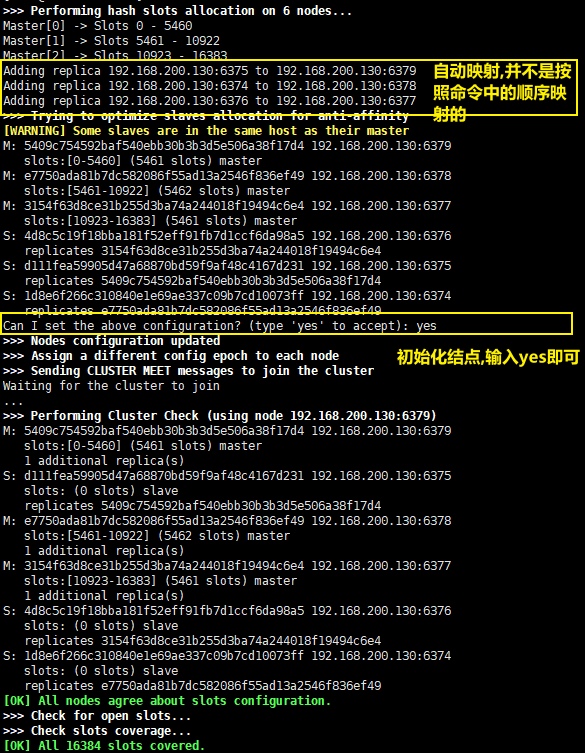 >>> Performing hash slots allocation on 6 nodes...
Master[0] -> Slots 0 - 5460
Master[1] -> Slots 5461 - 10922
Master[2] -> Slots 10923 - 16383
Adding replica 192.168.200.130:6375 to 192.168.200.130:6379
Adding replica 192.168.200.130:6374 to 192.168.200.130:6378
Adding replica 192.168.200.130:6376 to 192.168.200.130:6377
自动映射,并不是按
照命令中的顺序映
射的
>>> Trying to optimize slaves allocation for anti-affinity
[WARNING] Some slaves are in the same host as their master
M: 5409c754592baf540ebb30b3b3d5e506a38f17d4 192.168.200.130:6379
slots:[0-5460] (5461 slots) master
M: e7750ada81b7dc582086f55ad13a2546f836ef49 192.168.200.130:6378
slots:[5461-10922] (5462 slots) master
M: 3154f63d8ce31b255d3ba74a244018f19494c6e4 192.168.200.130:6377
slots:[10923-16383] (5461 slots) master
S: 4d8c5c19f18bba181f52eff91fb7d1ccf6da98a5 192.168.200.130:6376
replicates 3154f63d8ce31b255d3ba74a244018f19494c6e4
S: d111fea59905d47a68870bd59f9af48c4167d231 192.168.200.130:6375
replicates 5409c754592baf540ebb30b3b3d5e506a38f17d4
S: 1d8e6f266c310840e1e69ae337c09b7cd10073ff 192.168.200.130:6374
replicates e7750ada81b7dc582086f55ad13a2546f836ef49
Can I set the above configuration? (type 'yes' to accept): yes
>>> Nodes configuration updated
>>> Assign a different config epoch to each node
初始化结点,输入yes即可
>>> Sending CLUSTER MEET messages to join the cluster
Waiting for the cluster to join
...
>>> Performing Cluster Check (using node 192.168.200.130:6379)
M: 5409c754592baf540ebb30b3b3d5e506a38f17d4 192.168.200.130:6379
slots:[0-5460] (5461 slots) master
1 additional replica(s)
S: d111fea59905d47a68870bd59f9af48c4167d231 192.168.200.130:6375
slots: (0 slots) slave
replicates 5409c754592baf540ebb30b3b3d5e506a38f17d4
M: e7750ada81b7dc582086f55ad13a2546f836ef49 192.168.200.130:6378
slots:[5461-10922] (5462 slots) master
1 additional replica(s)
M: 3154f63d8ce31b255d3ba74a244018f19494c6e4 192.168.200.130:6377
slots:[10923-16383] (5461 slots) master
1 additional replica(s)
S: 4d8c5c19f18bba181f52eff91fb7d1ccf6da98a5 192.168.200.130:6376
slots: (0 slots) slave
replicates 3154f63d8ce31b255d3ba74a244018f19494c6e4
S: 1d8e6f266c310840e1e69ae337c09b7cd10073ff 192.168.200.130:6374
slots: (0 slots) slave
replicates e7750ada81b7dc582086f55ad13a2546f836ef49
[OK] All nodes agree about slots configuration.
>>> Check for open slots...
>>> Check slots coverage...
[OK] All 16384 slots covered.